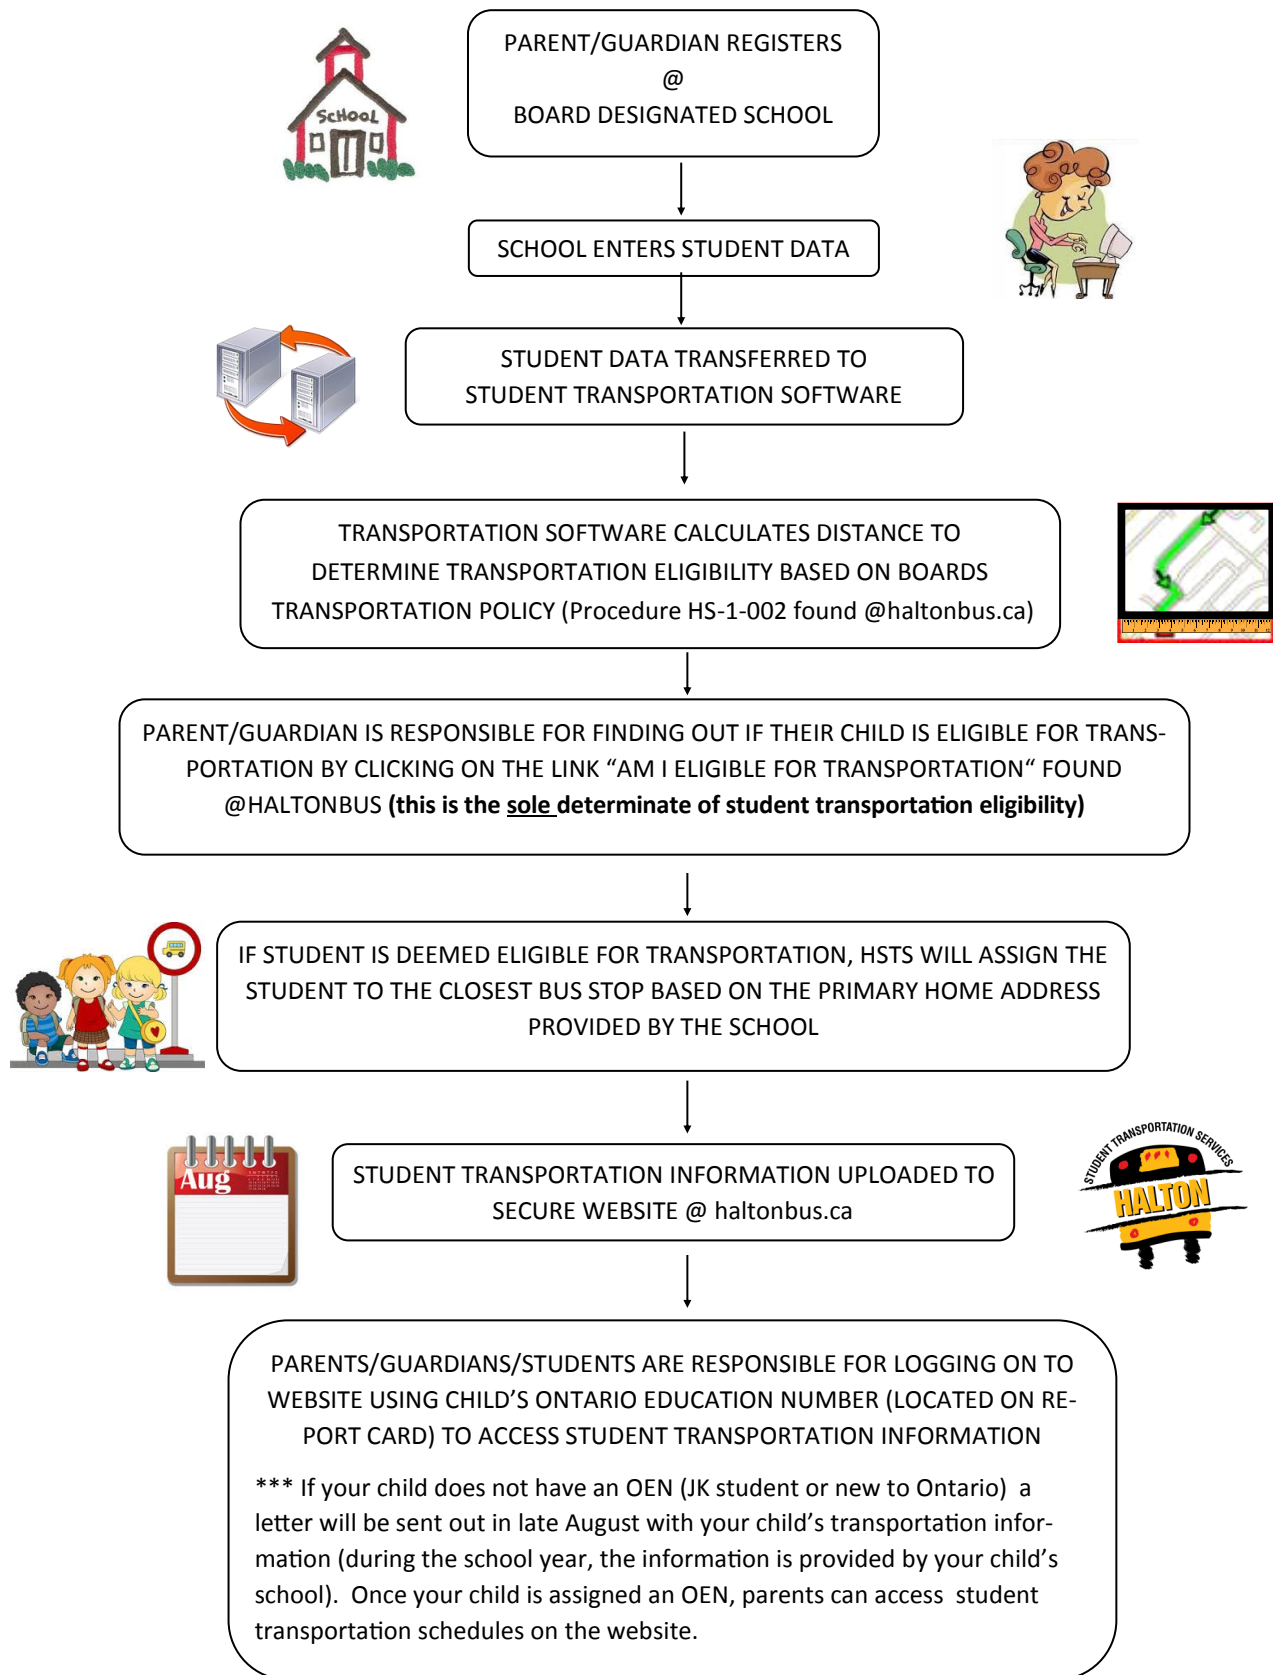 PARENT/GUARDIAN REGISTERS
@
BOARD DESIGNATED SCHOOL
SCHOOL
SCHOOL ENTERS STUDENT DATA
STUDENT DATA TRANSFERRED TO
STUDENT TRANSPORTATION SOFTWARE
TRANSPORTATION SOFTWARE CALCULATES DISTANCE TO
DETERMINE TRANSPORTATION ELIGIBILITY BASED ON BOARDS
TRANSPORTATION POLICY (Procedure HS-1-002 found @haltonbus.ca)
PARENT/GUARDIAN IS RESPONSIBLE FOR FINDING OUT IF THEIR CHILD IS ELIGIBLE FOR TRANS-
PORTATION BY CLICKING ON THE LINK “AM I ELIGIBLE FOR TRANSPORTATION“ FOUND
@HALTONBUS (this is the sole determinate of student transportation eligibility)
IF STUDENT IS DEEMED ELIGIBLE FOR TRANSPORTATION, HSTS WILL ASSIGN THE
STUDENT TO THE CLOSEST BUS STOP BASED ON THE PRIMARY HOME ADDRESS
PROVIDED BY THE SCHOOL
Aug
STUDENT TRANSPORTATION INFORMATION UPLOADED TO
SECURE WEBSITE @ haltonbus.ca
STUDENT TRANSPORTATION SERVICES
HALTON
PARENTS/GUARDIANS/STUDENTS ARE RESPONSIBLE FOR LOGGING ON TO
WEBSITE USING CHILD’S ONTARIO EDUCATION NUMBER (LOCATED ON RE-
PORT CARD) TO ACCESS STUDENT TRANSPORTATION INFORMATION
*** If your child does not have an OEN (JK student or new to Ontario)  a
letter will be sent out in late August with your child’s transportation infor-
mation (during the school year, the information is provided by your child’s
school).  Once your child is assigned an OEN, parents can access  student
transportation schedules on the website.